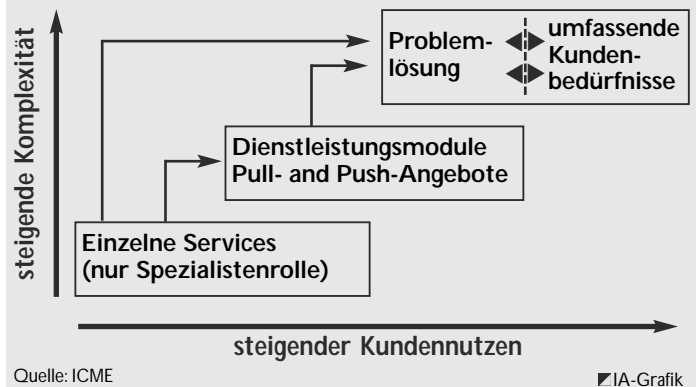 steigende Komplexität
Problem-
lösung
umfassende
Kunden-
bedürfnisse
Dienstleistungsmodule
Pull- and Push-Angebote
Einzelne Services
(nur Spezialistenrolle)
steigender Kundennutzen
Quelle: ICME
IA-Grafik